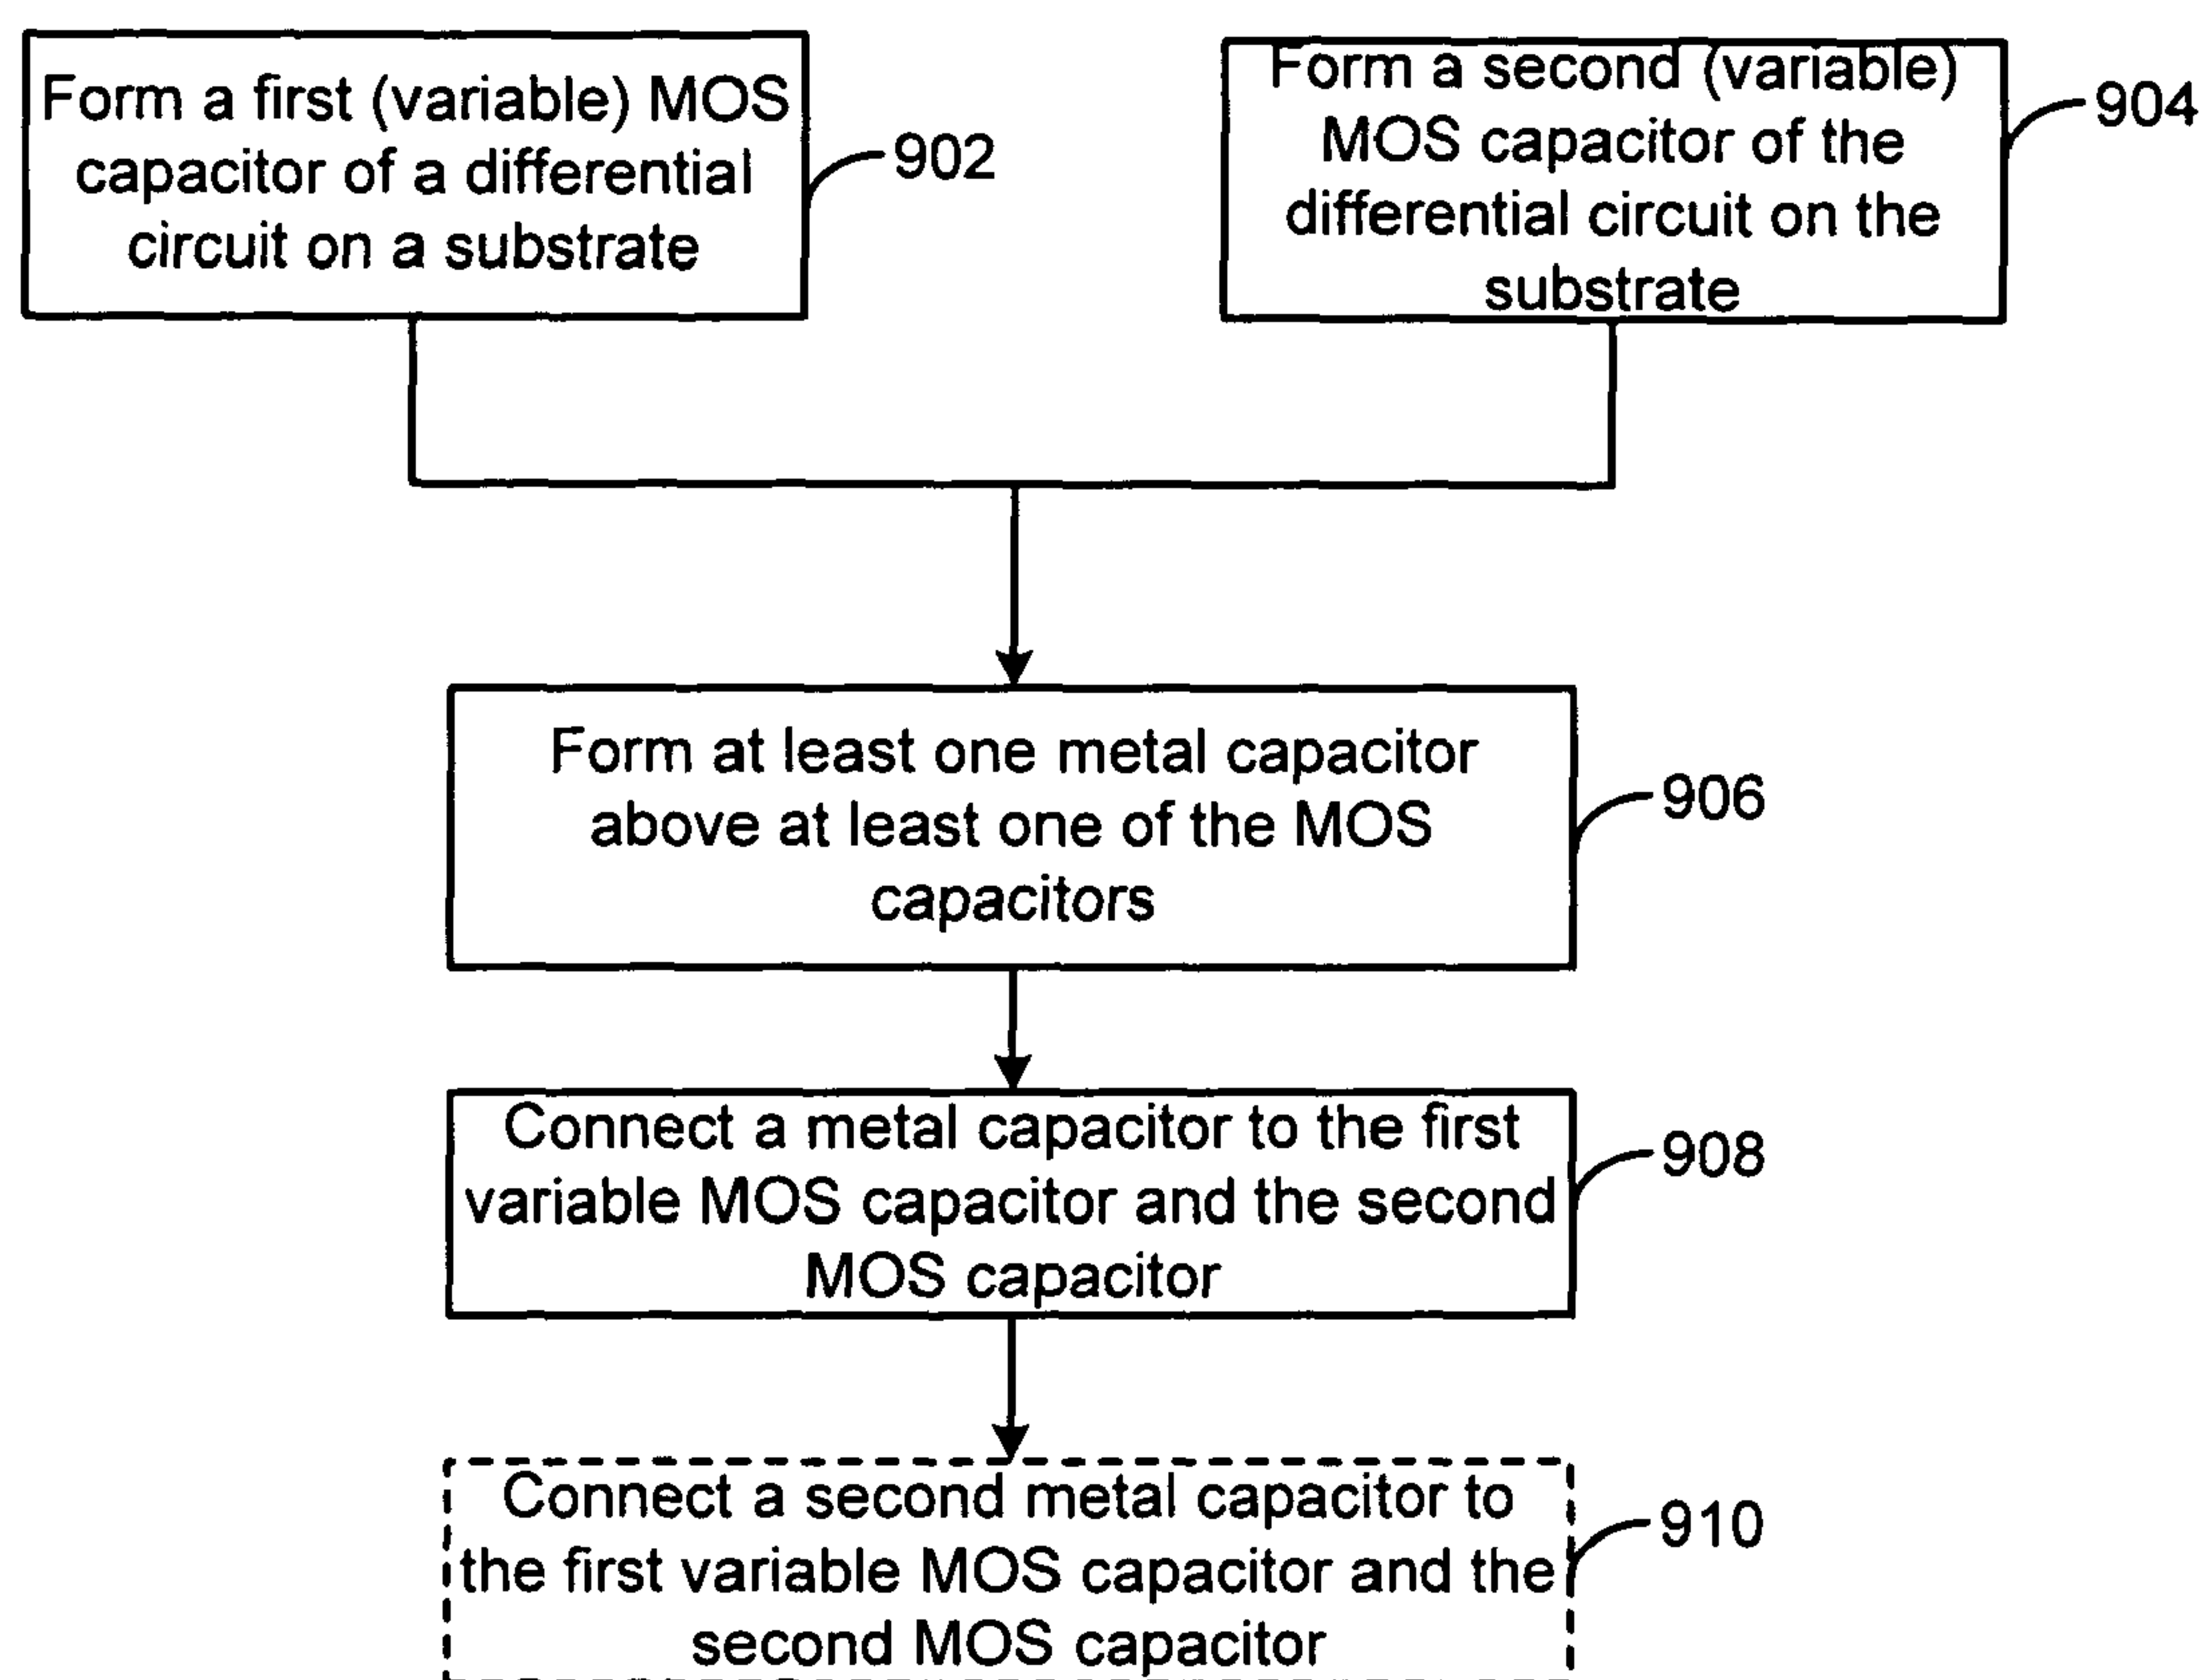 Form a first (variable) MOS
capacitor of a differential
circuit on a substrate
902
Form a second (variable)
MOS capacitor of the
differential circuit on the
substrate
904
Form at least one metal capacitor
above at least one of the MOS
capacitors
906
Connect a metal capacitor to the first
variable MOS capacitor and the second
MOS capacitor
908
Connect a second metal capacitor to
the first variable MOS capacitor and the
second MOS capacitor
910